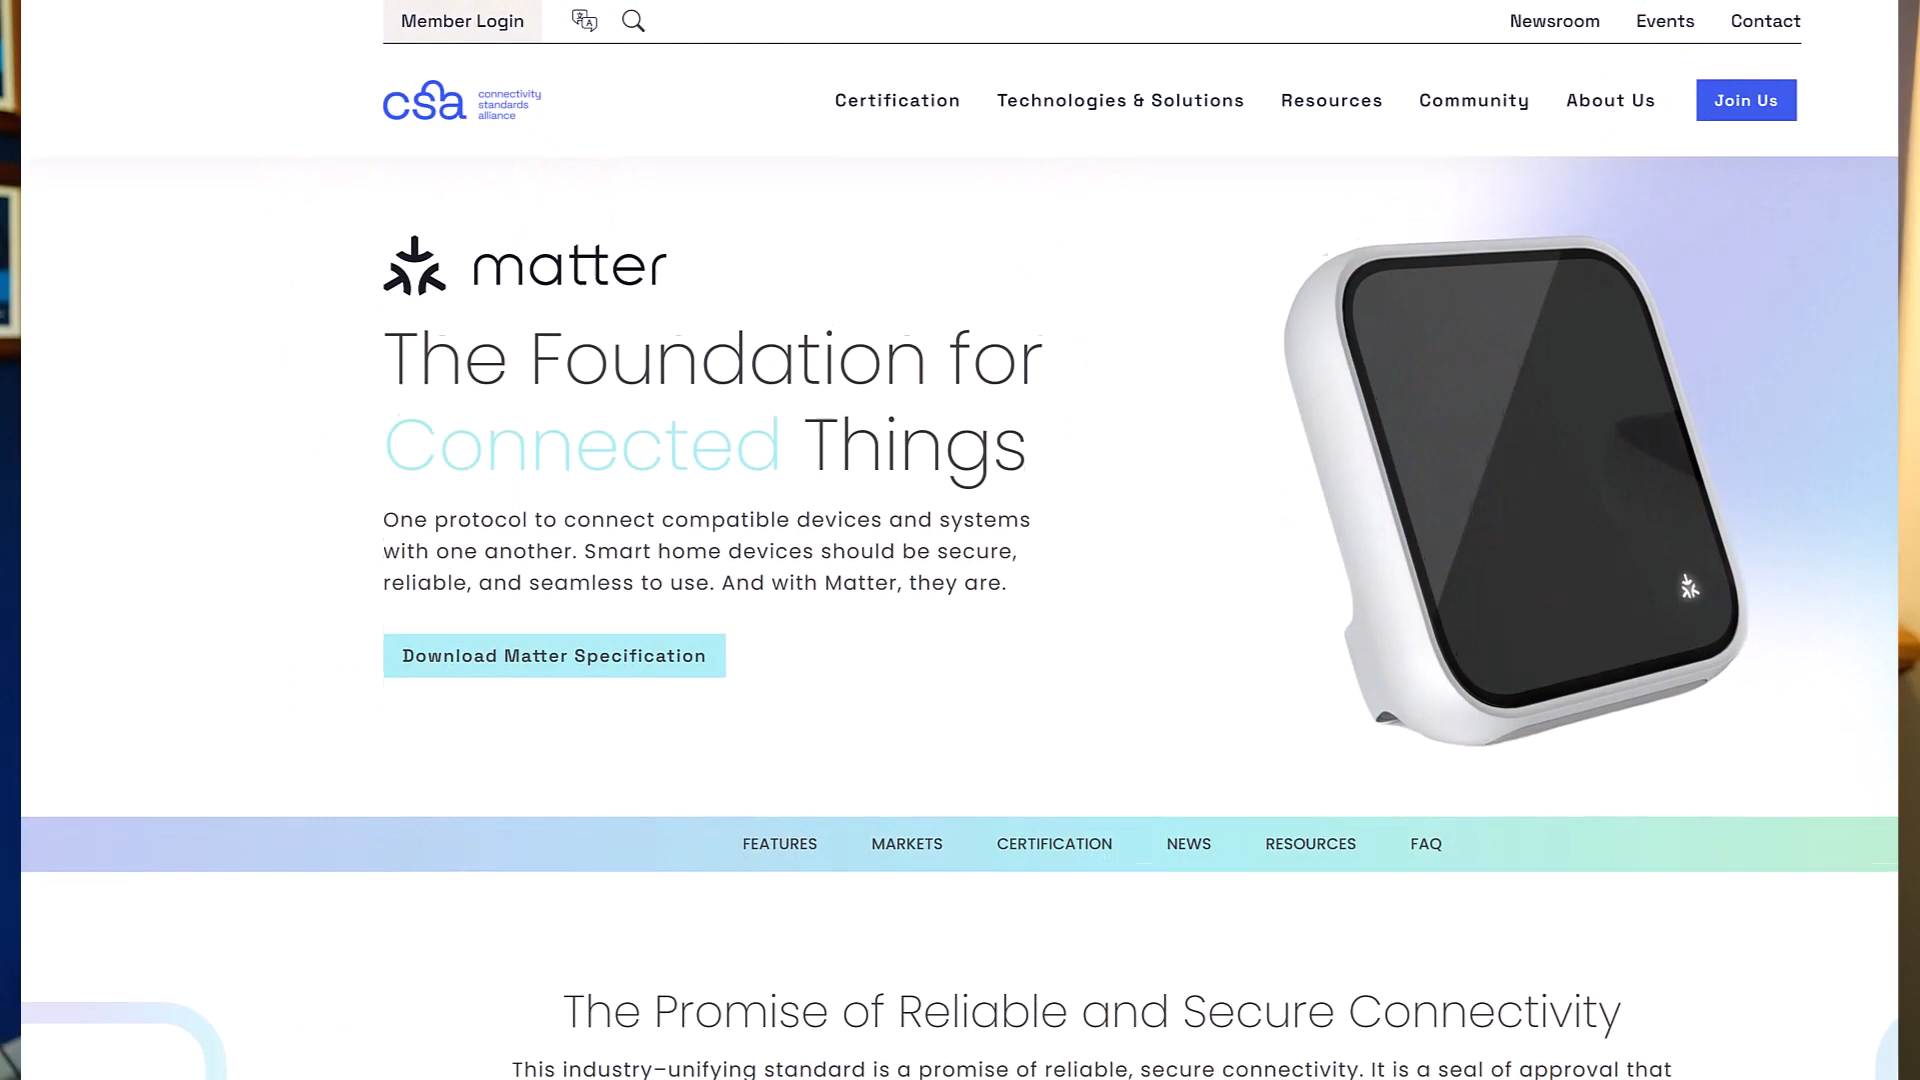 Member Login
Newsroom Events Contact
csa connectivity standards alliance
Certification Technologies & Solutions Resources Community About Us Join Us
matter
The Foundation for
Connected Things
One protocol to connect compatible devices and systems
with one another. Smart home devices should be secure,
reliable, and seamless to use. And with Matter, they are.
Download Matter Specification
FEATURES MARKETS CERTIFICATION NEWS RESOURCES FAQ
The Promise of Reliable and Secure Connectivity
This industry-unifying standard is a promise of reliable, secure connectivity. It is a seal of approval that